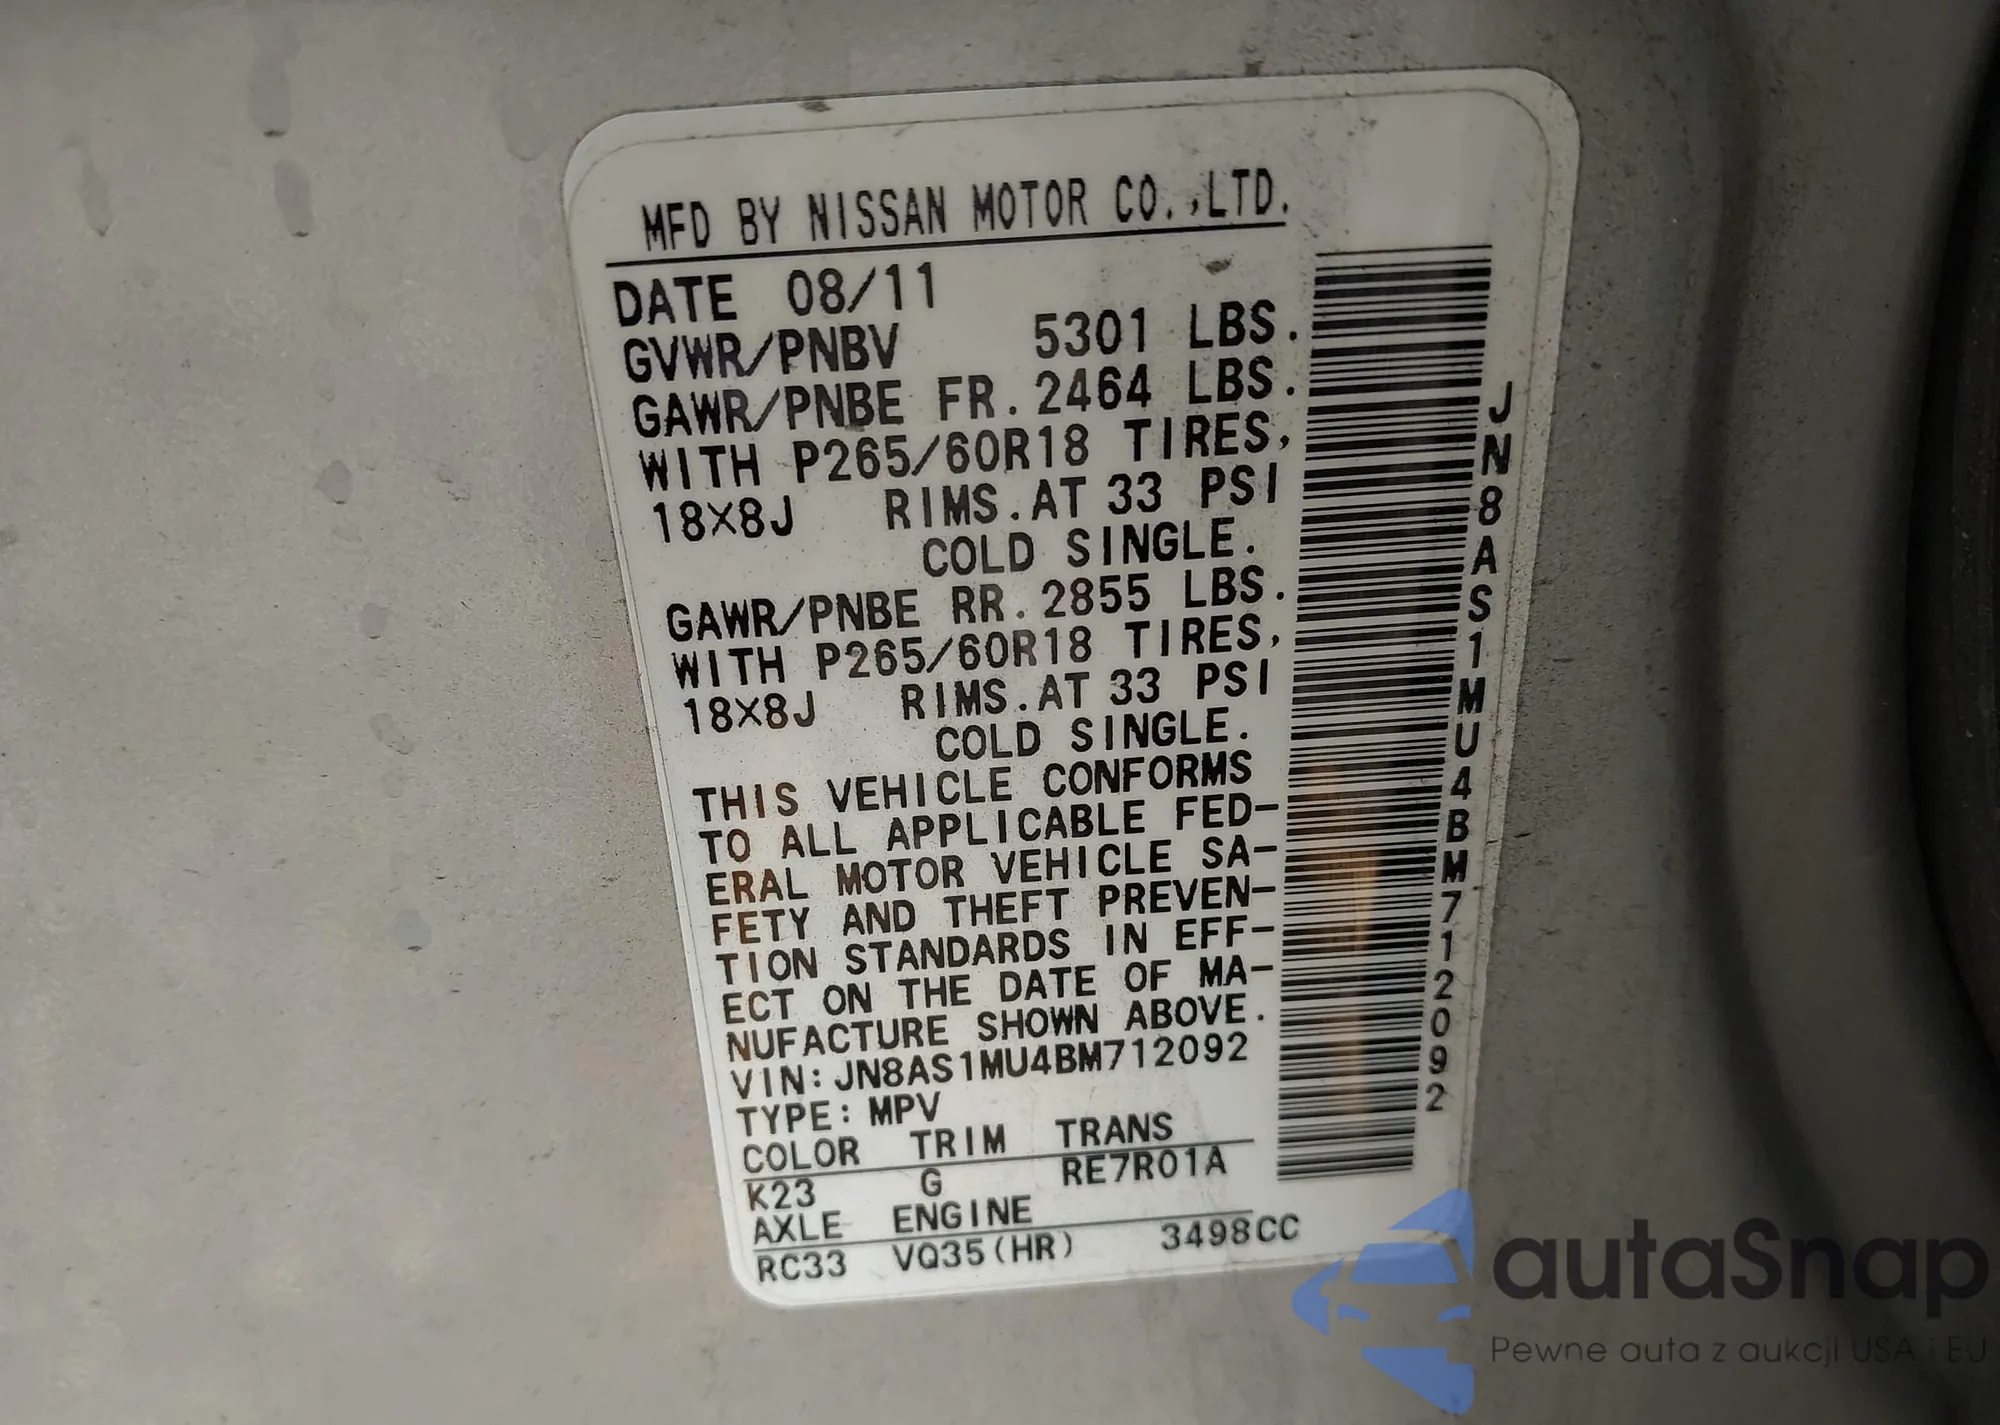 MFD BY NISSAN MOTOR CO.,LTD.
DATE 08/11
GVWR/PNBV 5301 LBS.
GAWR/PNBE FR. 2464 LBS.
WITH P265/60R18 TIRES,
18X8J RIMS.AT 33 PSI
COLD SINGLE.
GAWR/PNBE RR. 2855 LBS.
WITH P265/60R18 TIRES,
18X8J RIMS.AT 33 PSI
COLD SINGLE.
THIS VEHICLE CONFORMS
TO ALL APPLICABLE FED-
ERAL MOTOR VEHICLE SA-
FETY AND THEFT PREVEN-
TION STANDARDS IN EFF-
ECT ON THE DATE OF MA-
NUFACTURE SHOWN ABOVE.
VIN: JN8AS1MU4BM712092
TYPE: MPV
COLOR TRIM TRANS
K23 G RE7R01A
AXLE ENGINE
RC33 VQ35(HR) 3498CC
JN8AS1MU4BM712092
autaSnap
Pewne auta z aukcji USA i EU